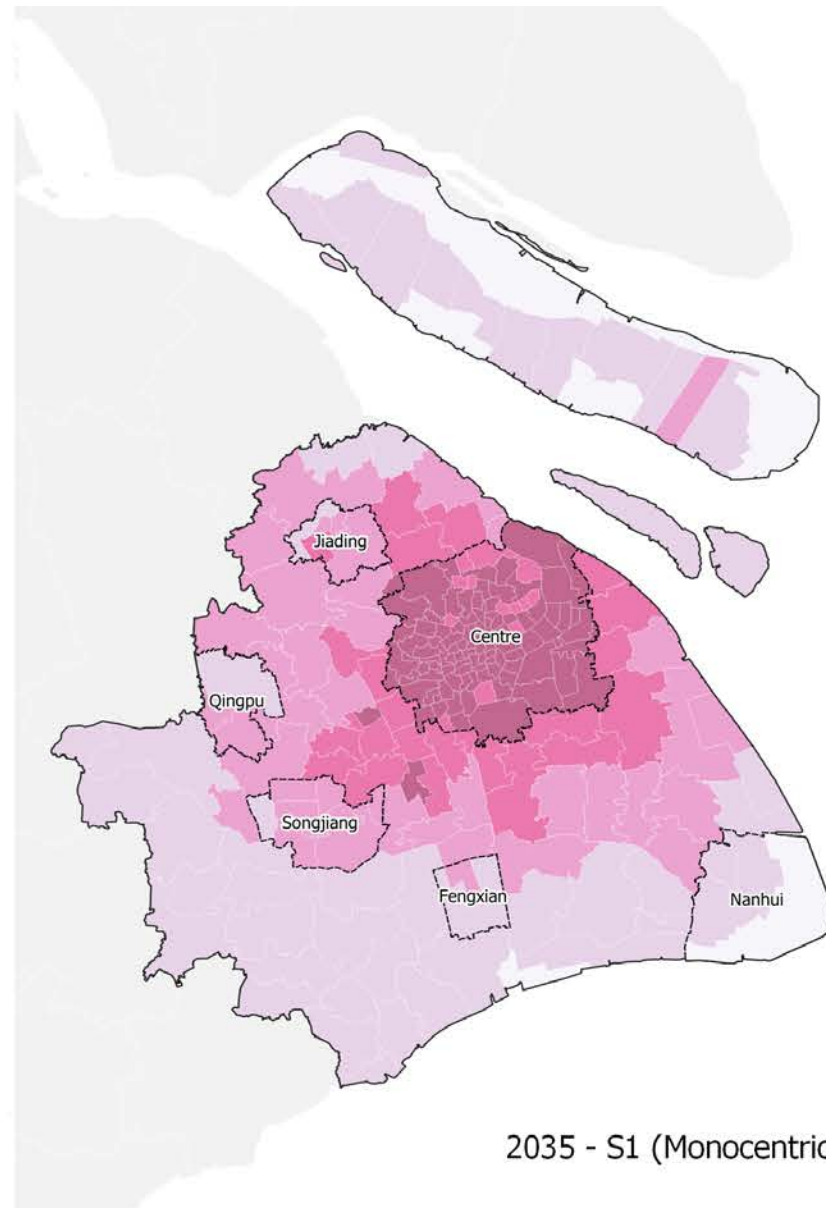 Jiading
Centre
Qingpu
Songjiang
Fengxian
Nanhui
2035 - S1 (Monocentric